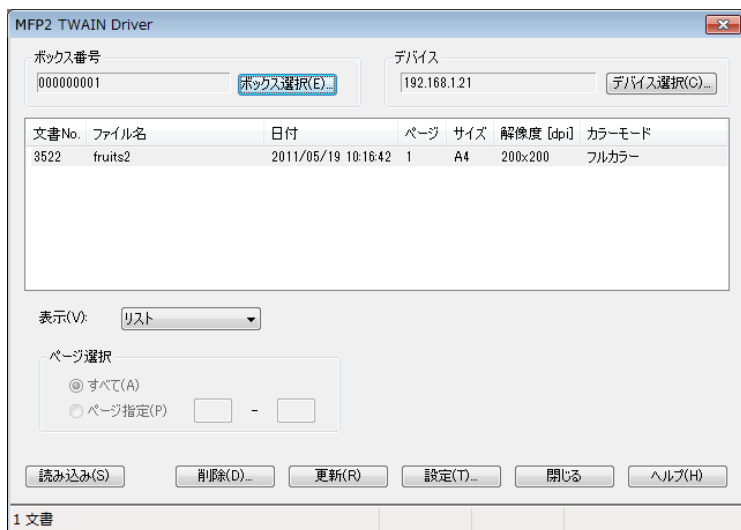 MFP2 TWAIN Driver
ボックス番号 デバイス
000000001 ボックス選択(E)... 192.168.1.21 デバイス選択(C)...
文書No. ファイル名 日付 ページ サイズ 解像度 [dpi] カラーモード
3522 fruits2 2011/05/19 10:16:42 1 A4 200x200 フルカラー
表示(V): リスト
ページ選択
すべて(A)
ページ指定(P) -
読み込み(S) 削除(D)... 更新(R) 設定(T)... 閉じる ヘルプ(H)
1 文書